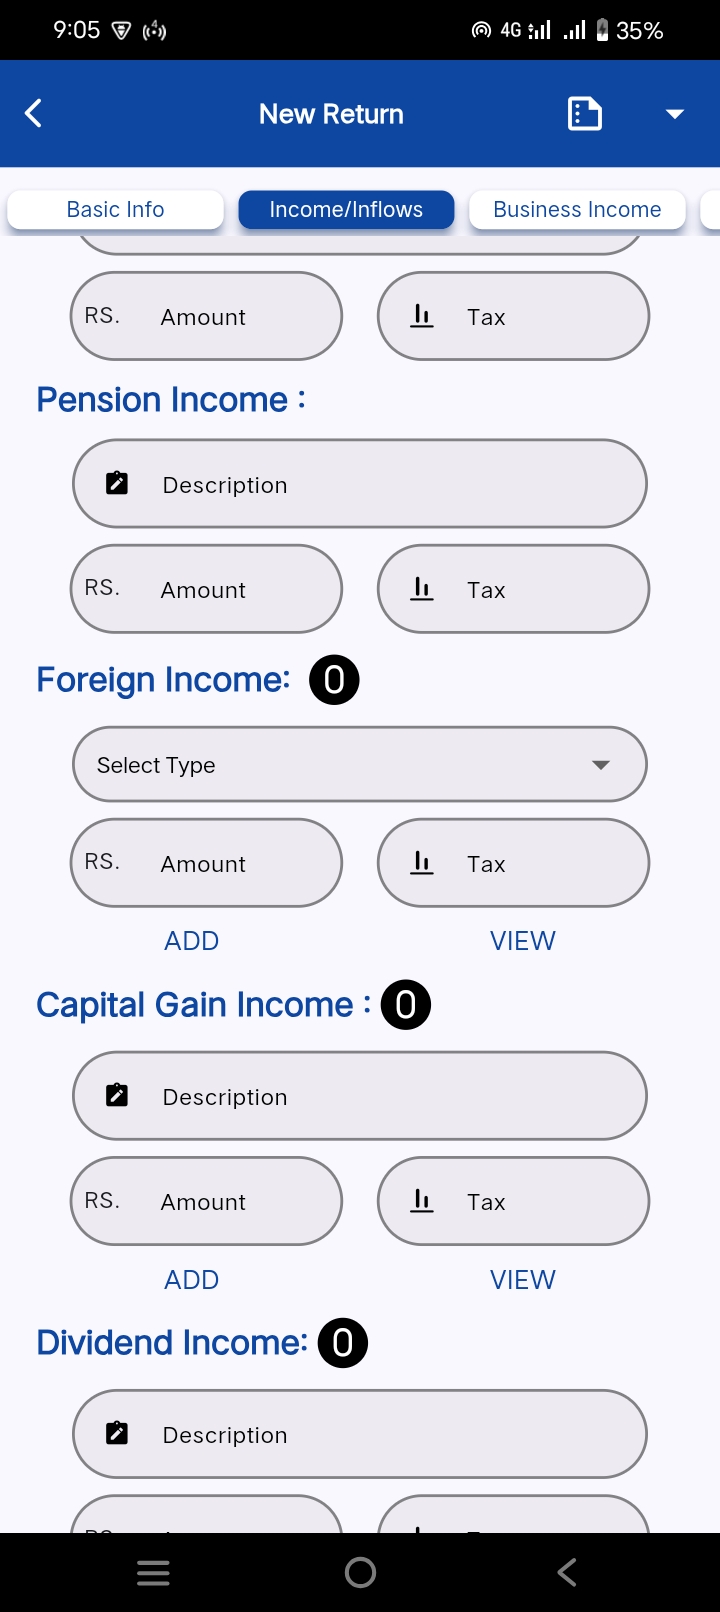 9:05 4 4G 35%
New Return
Basic Info Income/Inflows Business Income
RS. Amount Tax
Pension Income :
Description
RS. Amount Tax
Foreign Income: 0
Select Type
RS. Amount Tax
ADD VIEW
Capital Gain Income : 0
Description
RS. Amount Tax
ADD VIEW
Dividend Income: 0
Description